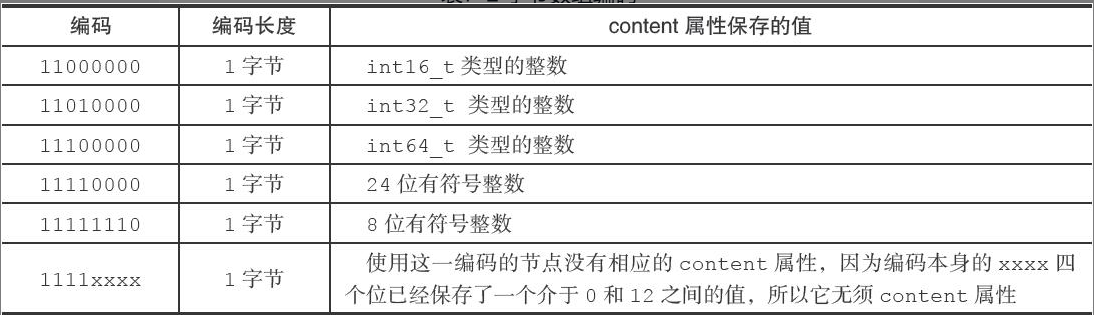 编码 编码长度 content 属性保存的值
11000000 1 字节 int16_t 类型的整数
11010000 1 字节 int32_t 类型的整数
11100000 1 字节 int64_t 类型的整数
11110000 1 字节 24 位有符号整数
11111110 1 字节 8 位有符号整数
1111xxxx 1 字节 使用这一编码的节点没有相应的 content 属性，因为编码本身的 xxxx 四
个位已经保存了一个介于 0 和 12 之间的值，所以它无须 content 属性